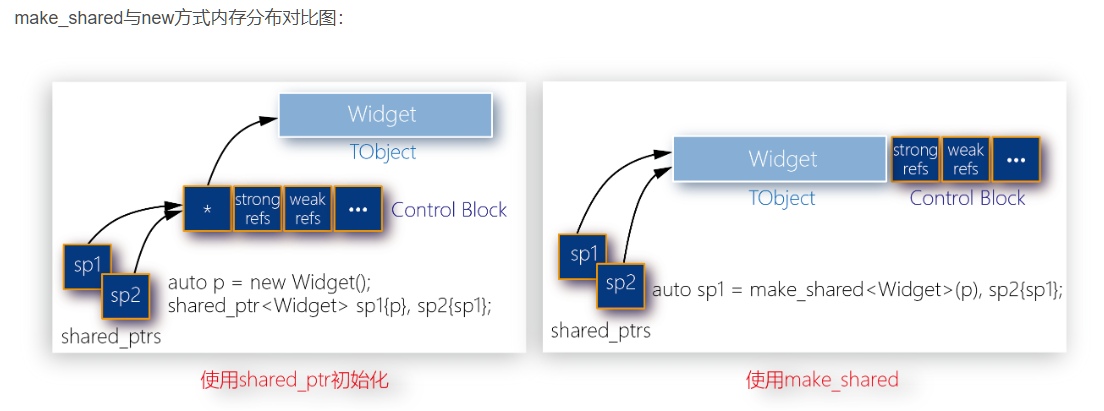 make_shared与new方式内存分布对比图：
Widget
TObject
*
strong refs
weak refs
•••
Control Block
sp1
sp2
auto p = new Widget();
shared_ptr<Widget> sp1{p}, sp2{sp1};
shared_ptrs
使用shared_ptr初始化
Widget
strong refs
weak refs
•••
TObject
Control Block
sp1
sp2
auto sp1 = make_shared<Widget>(p), sp2{sp1};
shared_ptrs
使用make_shared